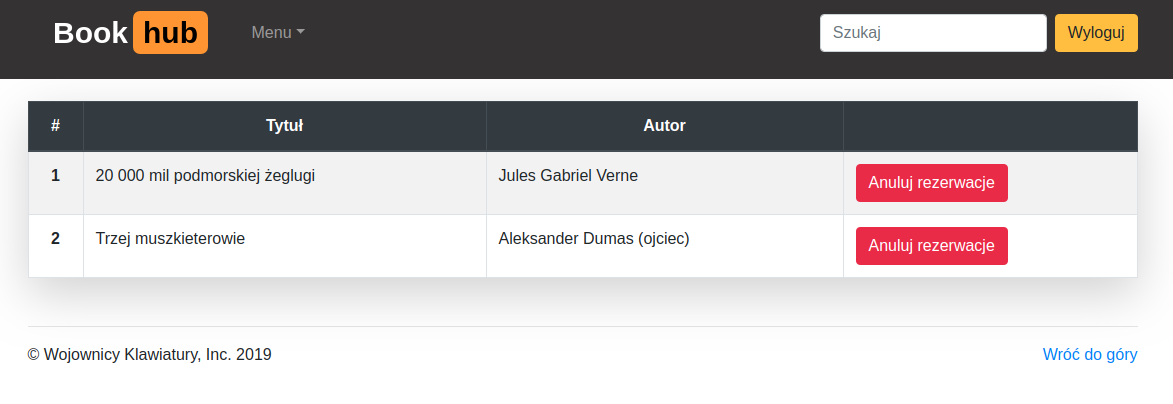 Book hub Menu Szukaj Wyloguj
# Tytuł Autor
1 20 000 mil podmorskiej żeglugi Jules Gabriel Verne Anuluj rezerwacje
2 Trzej muszkieterowie Aleksander Dumas (ojciec) Anuluj rezerwacje
© Wojownicy Klawiatury, Inc. 2019 Wróć do góry